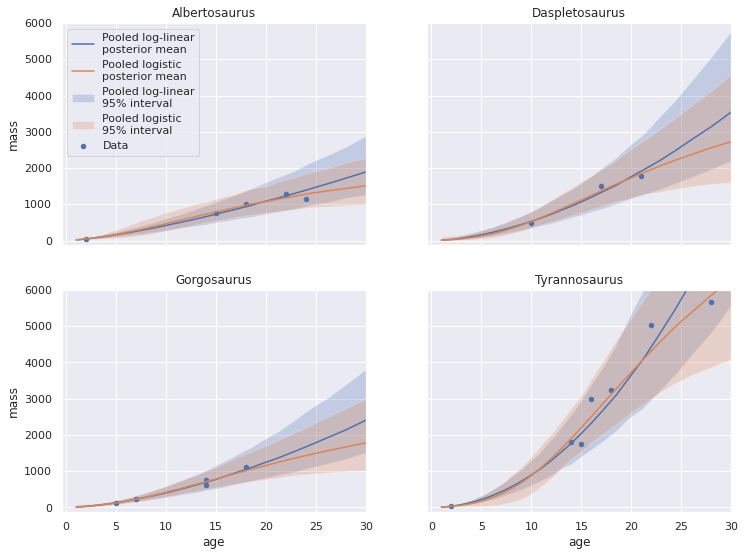 Albertosaurus
Daspletosaurus
6000
5000
4000
3000
2000
1000
0
mass
Pooled log-linear
posterior mean
Pooled logistic
posterior mean
Pooled log-linear
95% interval
Pooled logistic
95% interval
Data
Gorgosaurus
Tyrannosaurus
6000
5000
4000
3000
2000
1000
0
mass
0 5 10 15 20 25 30
0 5 10 15 20 25 30
age
age